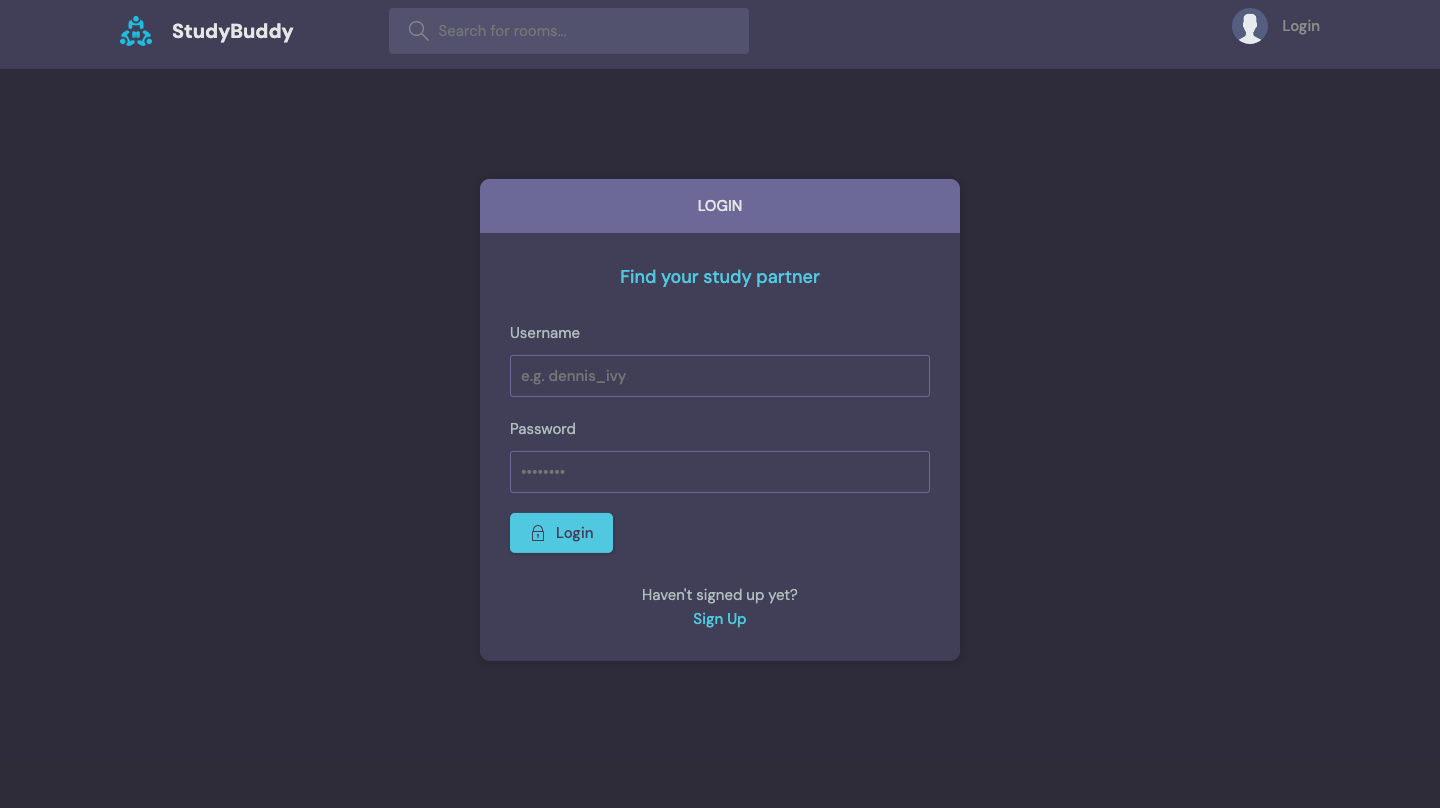 StudyBuddy
Search for rooms...
Login
LOGIN
Find your study partner
Username
e.g. dennis_ivy
Password
••••••••
Login
Haven't signed up yet?
Sign Up